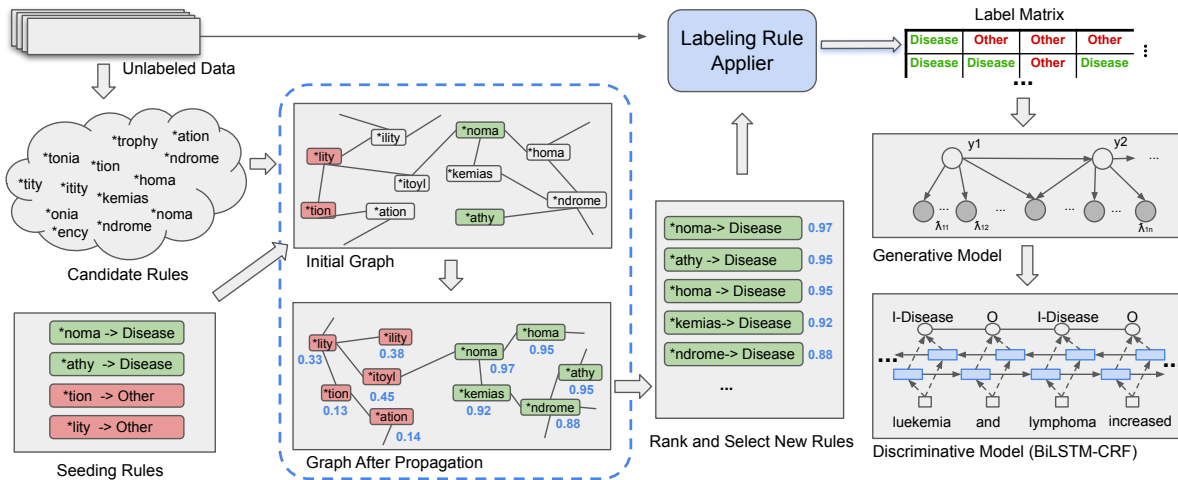 Unlabeled Data
*trophy
*ation
*tonia
*tion
*ndrome
*tity
*itity
*homa
*kemias
*onia
*noma
*ency
*ndrome
Candidate Rules
*noma -> Disease
*athy -> Disease
*tion -> Other
*lity -> Other
Seeding Rules
*ility
*noma
*lity
*homa
*itoyl
*kemias
*tion
*ation
*athy
*ndrome
Initial Graph
*lity
*ility
*homa
0.33
0.38
*noma
0.95
*itoyl
0.97
*athy
*tion
0.45
*kemias
0.95
0.13
*ation
0.92
*ndrome
0.14
0.88
Graph After Propagation
Labeling Rule
Applier
*noma-> Disease 0.97
*athy -> Disease 0.95
*homa -> Disease 0.95
*kemias-> Disease 0.92
*ndrome-> Disease 0.88
...
Rank and Select New Rules
Label Matrix
Disease Other Other Other
Disease Disease Other Disease
...
...
y1 y2 ...
... ... ... ...
λ11 λ12 λ1n
Generative Model
I-Disease O I-Disease O
... ...
luekemia and lymphoma increased
Discriminative Model (BiLSTM-CRF)